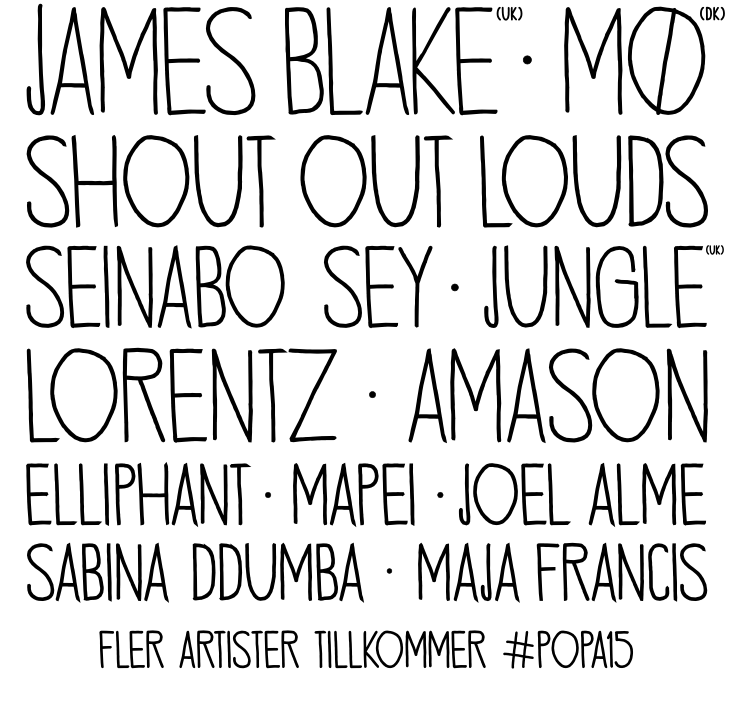 JAMES BLAKE (UK) · MØ (DK)
SHOUT OUT LOUDS
SEINABO SEY · JUNGLE (UK)
LORENTZ · AMASON
ELLIPHANT · MAPEI · JOEL ALME
SABINA DDUMBA · MAJA FRANCIS
FLER ARTISTER TILLKOMMER #POPA15